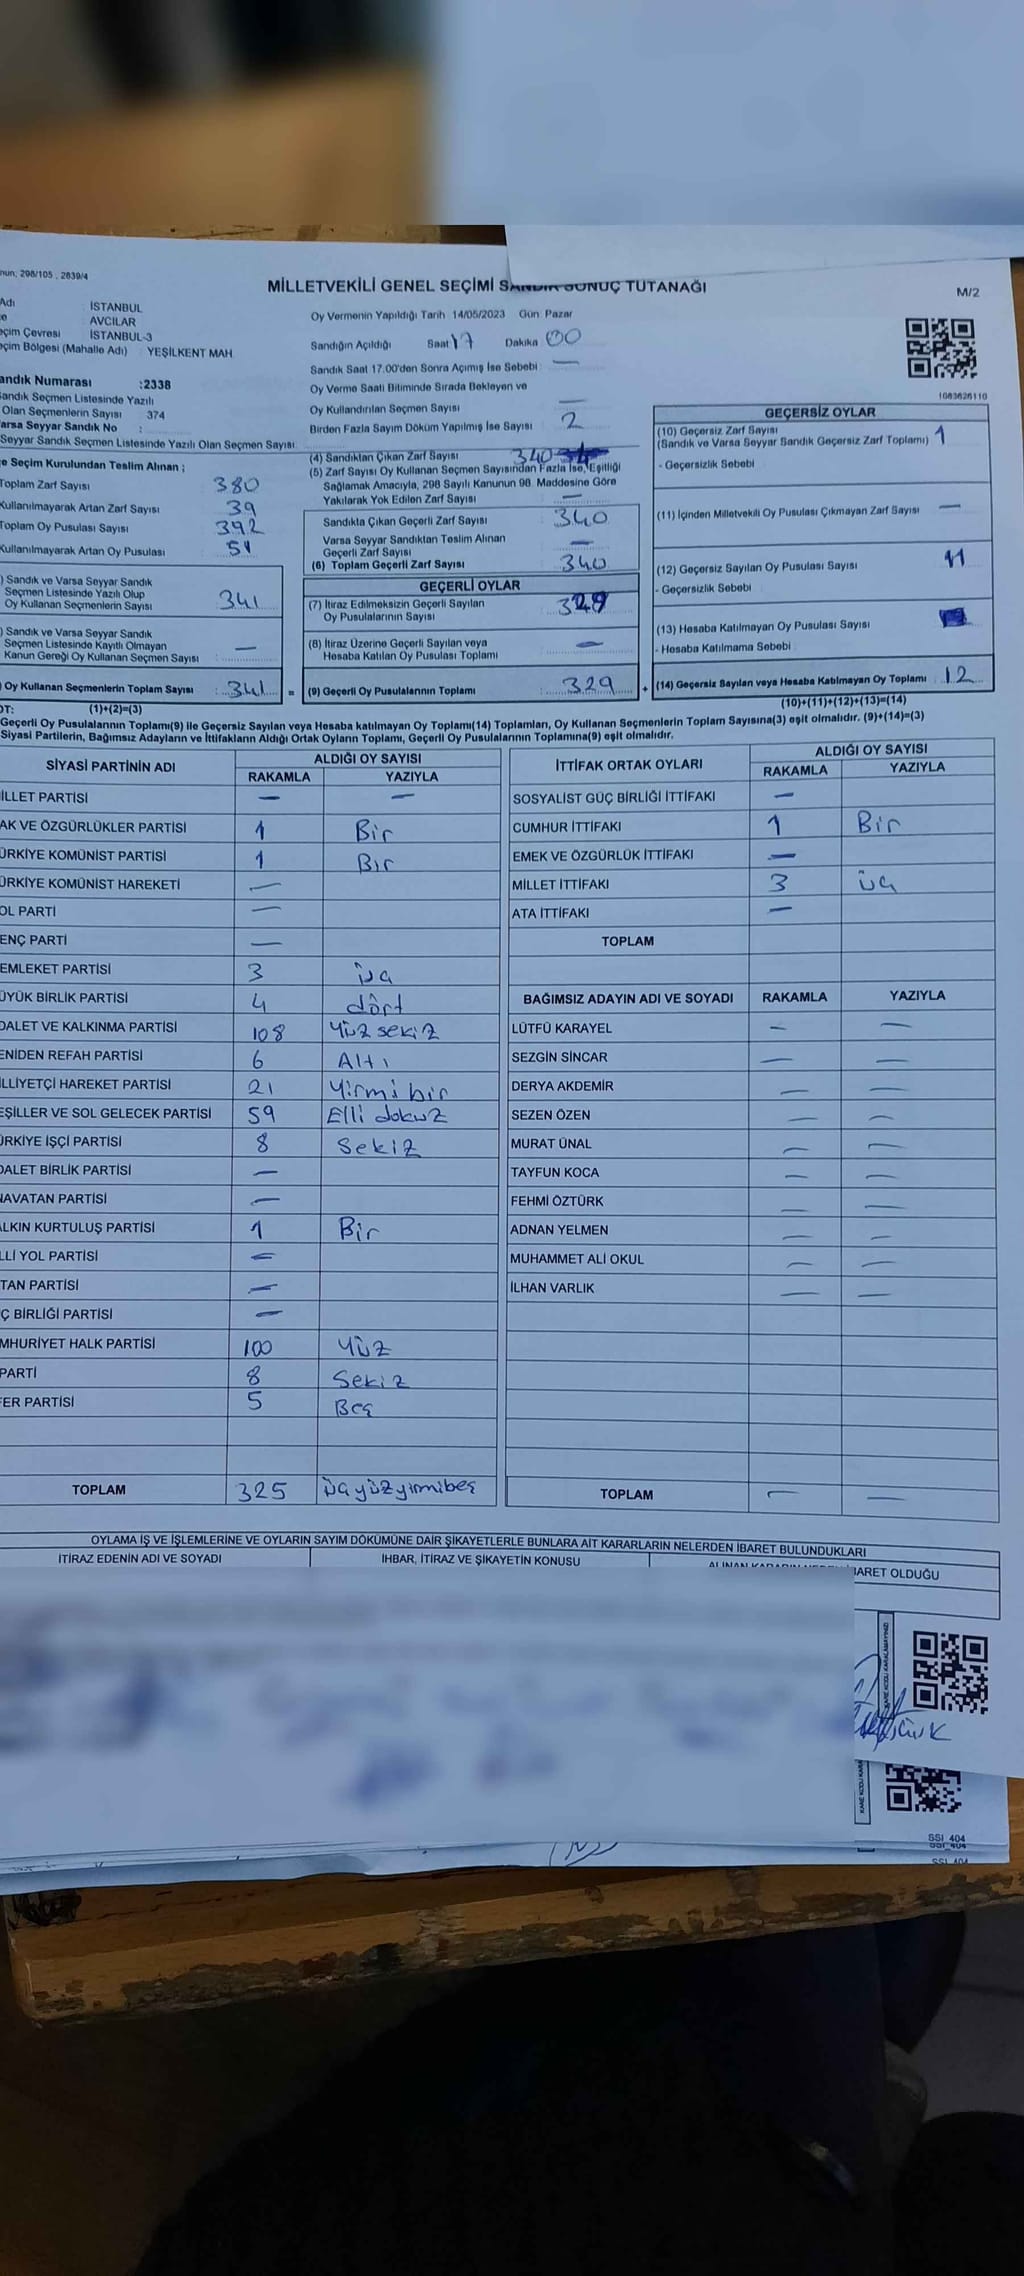 298/105 , 2839/4
MİLLETVEKİLİ GENEL SEÇİMİ SANDIK SONUÇ TUTANAĞI
M/2
Adı : İSTANBUL
AVCILAR
eçim Çevresi İSTANBUL-3
eçim Bölgesi (Mahalle Adı) : YEŞİLKENT MAH.
andık Numarası :2338
andık Seçmen Listesinde Yazılı
Olan Seçmenlerin Sayısı 374
arsa Seyyar Sandık No :
Seyyar Sandık Seçmen Listesinde Yazılı Olan Seçmen Sayısı:
e Seçim Kurulundan Teslim Alınan ;
oplam Zarf Sayısı 380
Kullanılmayarak Artan Zarf Sayısı 39
oplam Oy Pusulası Sayısı 392
Kullanılmayarak Artan Oy Pusulası 51
) Sandık ve Varsa Seyyar Sandık
Seçmen Listesinde Yazılı Olup
Oy Kullanan Seçmenlerin Sayısı 341
) Sandık ve Varsa Seyyar Sandık
Seçmen Listesinde Kayıtlı Olmayan
Kanun Gereği Oy Kullanan Seçmen Sayısı : —
) Oy Kullanan Seçmenlerin Toplam Sayısı : 341 =
Oy Vermenin Yapıldığı Tarih 14/05/2023 Gün: Pazar
Sandığın Açıldığı Saat 17 Dakika 00
Sandık Saat 17.00'den Sonra Açımış İse Sebebi : —
Oy Verme Saati Bitiminde Sırada Bekleyen ve
Oy Kullandırılan Seçmen Sayısı —
Birden Fazla Sayım Döküm Yapılmış İse Sayısı 2
(4) Sandıktan Çıkan Zarf Sayısı 340
(5) Zarf Sayısı Oy Kullanan Seçmen Sayısından Fazla İse, Eşitliği
Sağlamak Amacıyla, 298 Sayılı Kanunun 98. Maddesine Göre
Yakılarak Yok Edilen Zarf Sayısı —
Sandıkta Çıkan Geçerli Zarf Sayısı 340
Varsa Seyyar Sandıktan Teslim Alınan
Geçerli Zarf Sayısı —
(6) Toplam Geçerli Zarf Sayısı 340
GEÇERLİ OYLAR
(7) İtiraz Edilmeksizin Geçerli Sayılan
Oy Pusulalarının Sayısı : 329
(8) İtiraz Üzerine Geçerli Sayılan veya
Hesaba Katılan Oy Pusulası Toplamı —
(9) Geçerli Oy Pusulalarının Toplamı : 329 +
1083626110
GEÇERSİZ OYLAR
(10) Geçersiz Zarf Sayısı
(Sandık ve Varsa Seyyar Sandık Geçersiz Zarf Toplamı) 1
- Geçersizlik Sebebi
(11) İçinden Milletvekili Oy Pusulası Çıkmayan Zarf Sayısı —
(12) Geçersiz Sayılan Oy Pusulası Sayısı 11
- Geçersizlik Sebebi
(13) Hesaba Katılmayan Oy Pusulası Sayısı
- Hesaba Katılmama Sebebi
(14) Geçersiz Sayılan veya Hesaba Katılmayan Oy Toplamı : 12
OT: (1)+(2)=(3)
(10)+(11)+(12)+(13)=(14)
Geçerli Oy Pusulalarının Toplamı(9) ile Geçersiz Sayılan veya Hesaba katılmayan Oy Toplamı(14) Toplamları, Oy Kullanan Seçmenlerin Toplam Sayısına(3) eşit olmalıdır. (9)+(14)=(3)
Siyasi Partilerin, Bağımsız Adayların ve İttifakların Aldığı Ortak Oyların Toplamı, Geçerli Oy Pusulalarının Toplamına(9) eşit olmalıdır.
SİYASİ PARTİNİN ADI ALDIĞI OY SAYISI
RAKAMLA YAZIYLA
İLLET PARTİSİ — —
AK VE ÖZGÜRLÜKLER PARTİSİ 1 Bir
ÜRKİYE KOMÜNİST PARTİSİ 1 Bir
ÜRKİYE KOMÜNİST HAREKETİ —
OL PARTİ —
ENÇ PARTİ —
EMLEKET PARTİSİ 3 üç
ÜYÜK BİRLİK PARTİSİ 4 dört
DALET VE KALKINMA PARTİSİ 108 Yüz sekiz
ENİDEN REFAH PARTİSİ 6 Altı
İLLİYETÇİ HAREKET PARTİSİ 21 Yirmi bir
EŞİLLER VE SOL GELECEK PARTİSİ 59 Elli dokuz
ÜRKİYE İŞÇİ PARTİSİ 8 Sekiz
DALET BİRLİK PARTİSİ —
NAVATAN PARTİSİ —
ALKIN KURTULUŞ PARTİSİ 1 Bir
LLİ YOL PARTİSİ —
TAN PARTİSİ —
Ç BİRLİĞİ PARTİSİ —
MHURİYET HALK PARTİSİ 100 Yüz
PARTİ 8 Sekiz
FER PARTİSİ 5 Beş
TOPLAM 325 üçyüzyirmibeş
İTTİFAK ORTAK OYLARI ALDIĞI OY SAYISI
RAKAMLA YAZIYLA
SOSYALİST GÜÇ BİRLİĞİ İTTİFAKI —
CUMHUR İTTİFAKI 1 Bir
EMEK VE ÖZGÜRLÜK İTTİFAKI —
MİLLET İTTİFAKI 3 üç
ATA İTTİFAKI —
TOPLAM
BAĞIMSIZ ADAYIN ADI VE SOYADI RAKAMLA YAZIYLA
LÜTFÜ KARAYEL — —
SEZGİN SİNCAR — —
DERYA AKDEMİR — —
SEZEN ÖZEN — —
MURAT ÜNAL — —
TAYFUN KOCA — —
FEHMİ ÖZTÜRK — —
ADNAN YELMEN — —
MUHAMMET ALİ OKUL — —
İLHAN VARLIK — —
TOPLAM — —
OYLAMA İŞ VE İŞLEMLERİNE VE OYLARIN SAYIM DÖKÜMÜNE DAİR ŞİKAYETLERLE BUNLARA AİT KARARLARIN NELERDEN İBARET BULUNDUKLARI
İTİRAZ EDENİN ADI VE SOYADI İHBAR, İTİRAZ VE ŞİKAYETİN KONUSU
BARET OLDUĞU
SSI_404
SSI_404
SSI_404